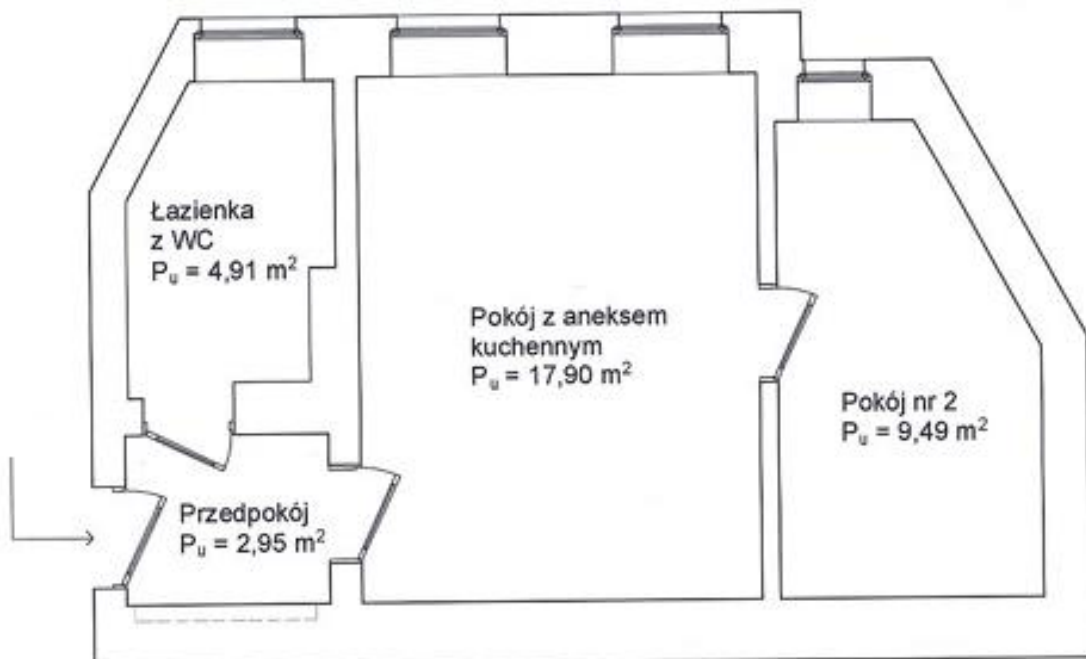 Łazienka
z WC
Pᵤ = 4,91 m²
Pokój z aneksem
kuchennym
Pᵤ = 17,90 m²
Pokój nr 2
Pᵤ = 9,49 m²
Przedpokój
Pᵤ = 2,95 m²